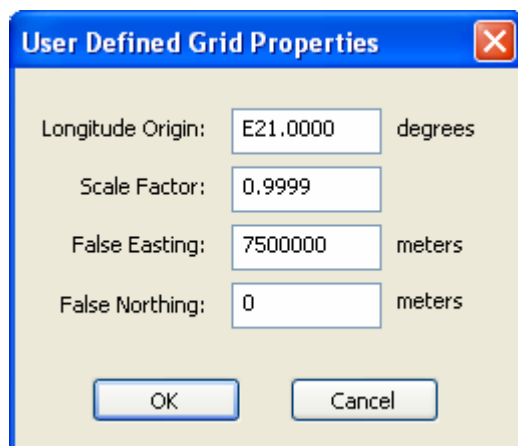 User Defined Grid Properties
Longitude Origin: E21.0000 degrees
Scale Factor: 0.9999
False Easting: 7500000 meters
False Northing: 0 meters
OK Cancel